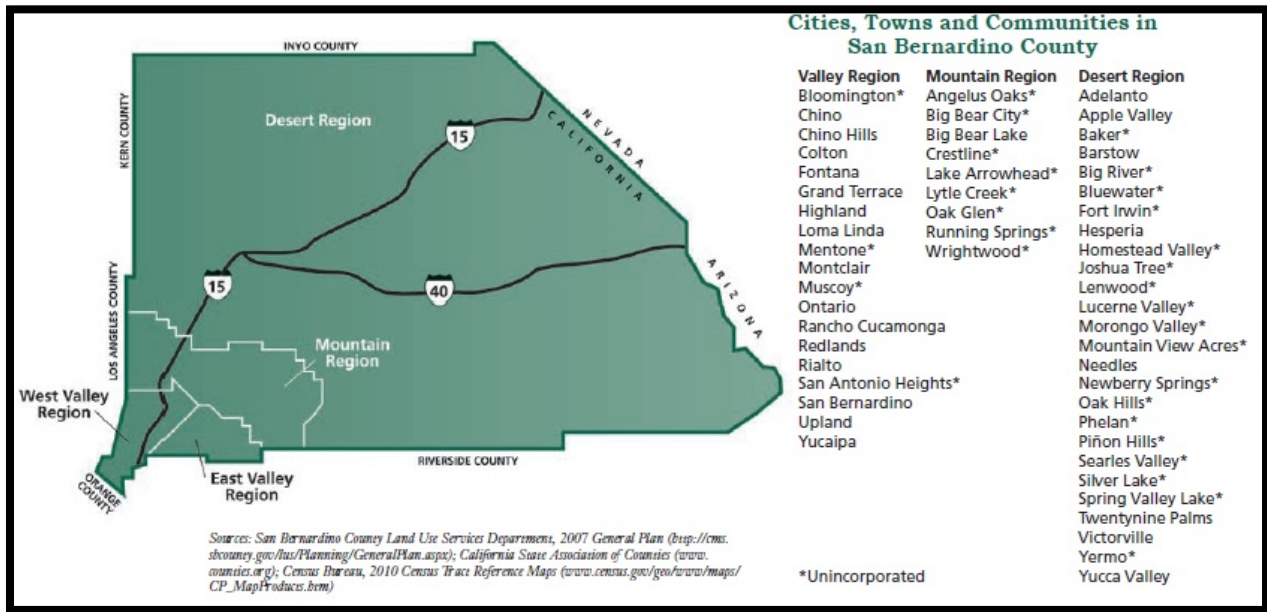 Cities, Towns and Communities in
San Bernardino County
INYO COUNTY
KERN COUNTY
LOS ANGELES COUNTY
Desert Region
15
NEVADA
CALIFORNIA
15
40
ARIZONA
Mountain
Region
West Valley
Region
East Valley
Region
RIVERSIDE COUNTY
ORANGE
COUNTY
Valley Region
Bloomington*
Chino
Chino Hills
Colton
Fontana
Grand Terrace
Highland
Loma Linda
Mentone*
Montclair
Muscoy*
Ontario
Rancho Cucamonga
Redlands
Rialto
San Antonio Heights*
San Bernardino
Upland
Yucaipa
Mountain Region
Angelus Oaks*
Big Bear City*
Big Bear Lake
Crestline*
Lake Arrowhead*
Lytle Creek*
Oak Glen*
Running Springs*
Wrightwood*
Desert Region
Adelanto
Apple Valley
Baker*
Barstow
Big River*
Bluewater*
Fort Irwin*
Hesperia
Homestead Valley*
Joshua Tree*
Lenwood*
Lucerne Valley*
Morongo Valley*
Mountain View Acres*
Needles
Newberry Springs*
Oak Hills*
Phelan*
Piñon Hills*
Searles Valley*
Silver Lake*
Spring Valley Lake*
Twentynine Palms
Victorville
Yermo*
Yucca Valley
*Unincorporated
Sources: San Bernardino County Land Use Services Department, 2007 General Plan (http://cms.
sbcounty.gov/lus/Planning/GeneralPlan.aspx); California State Association of Counties (www.
counties.org); Census Bureau, 2010 Census Tract Reference Maps (www.census.gov/geo/www/maps/
CP_MapProducts.htm)